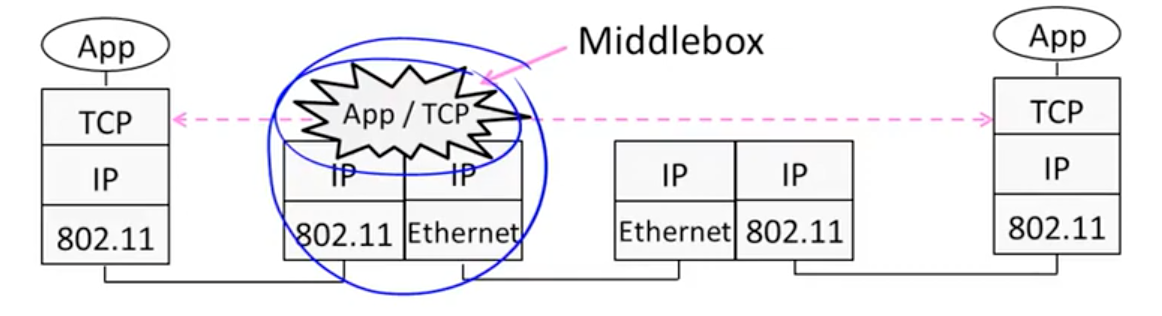 Middlebox
App
TCP
IP
802.11
App / TCP
IP IP
802.11 Ethernet
IP IP
Ethernet 802.11
App
TCP
IP
802.11